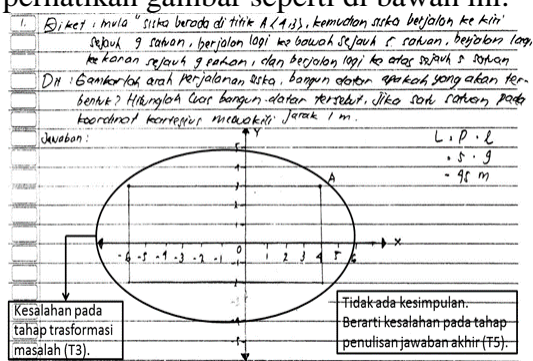 perhatikan gambar seperti di bawah ini.
1. Diket : mula" siska berada di titik A (4,3), kemudian siska berjalan ke kiri
sejauh 9 satuan, berjalan lagi ke bawah sejauh 5 satuan, berjalan lagi
ke kanan sejauh 9 satuan, dan berjalan lagi ke atas sejauh 5 satuan
Dit : Gambarlah arah perjalanan siska, bangun datar apakah yang akan ter-
bentuk? Hitunglah luas bangun datar tersebut, jika satu satuan pada
koordinat kartesius mewakili jarak 1 m.
Jawaban :
L = P . l
= 5 . 9
= 45 m
Y
A
X
-6 -5 -4 -3 -2 -1 0 1 2 3 4 5 6
Kesalahan pada
tahap trasformasi
masalah (T3).
Tidak ada kesimpulan.
Berarti kesalahan pada tahap
penulisan jawaban akhir (T5).